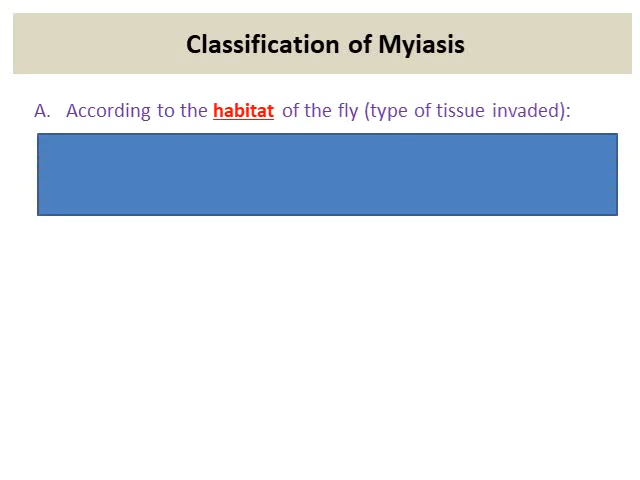 Classification of Myiasis
A. According to the habitat of the fly (type of tissue invaded):